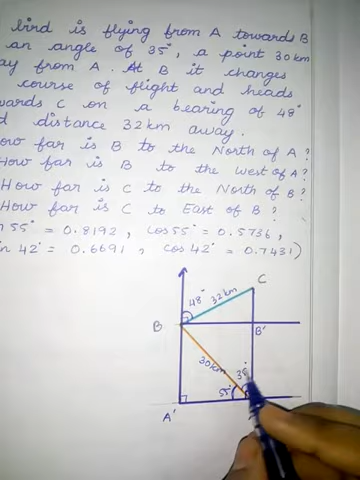 bird is flying from A towards B
an angle of 35°, a point 30 km
from A. At B it changes
course of flight and heads
C on a bearing of 48°
distance 32 km away.
far is B to the North of A?
How far is B to the West of A?
How far is C to the North of B?
How far is C to East of B?
55° = 0.8192, cos 55° = 0.5736,
42° = 0.6691, cos 42° = 0.7431)
C
48°
32 km
B
B'
30 km
35°
55°
A'